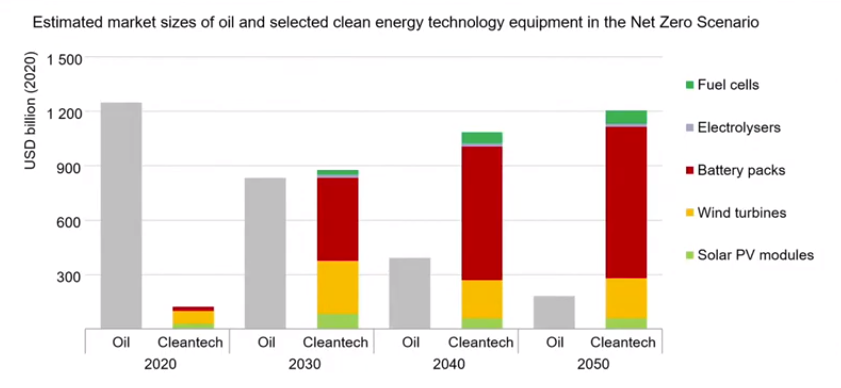 Estimated market sizes of oil and selected clean energy technology equipment in the Net Zero Scenario
USD billion (2020)
1 500
1 200
900
600
300
Fuel cells
Electrolysers
Battery packs
Wind turbines
Solar PV modules
Oil Cleantech Oil Cleantech Oil Cleantech Oil Cleantech
2020 2030 2040 2050